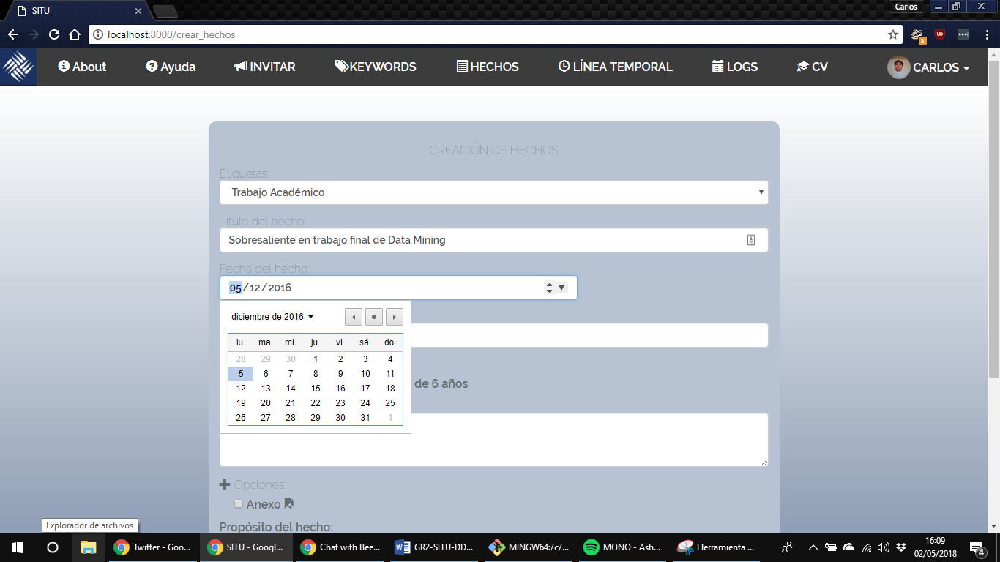 SITU
Carlos
localhost:8000/crear_hechos
3
About
Ayuda
INVITAR
KEYWORDS
HECHOS
LÍNEA TEMPORAL
LOGS
CV
CARLOS
CREACIÓN DE HECHOS
Etiquetas:
Trabajo Académico
Título del hecho:
Sobresaliente en trabajo final de Data Mining
Fecha del hecho:
05/12/2016
diciembre de 2016
lu. ma. mi. ju. vi. sá. do.
28 29 30 1 2 3 4
5 6 7 8 9 10 11
12 13 14 15 16 17 18
19 20 21 22 23 24 25
26 27 28 29 30 31 1
de 6 años
Opciones:
Anexo
Propósito del hecho:
Explorador de archivos
Twitter - Goo...
SITU - Googl...
Chat with Bee...
GR2-SITU-DD...
MINGW64:/c/...
MONO - Ash...
Herramienta ...
16:09
02/05/2018
4